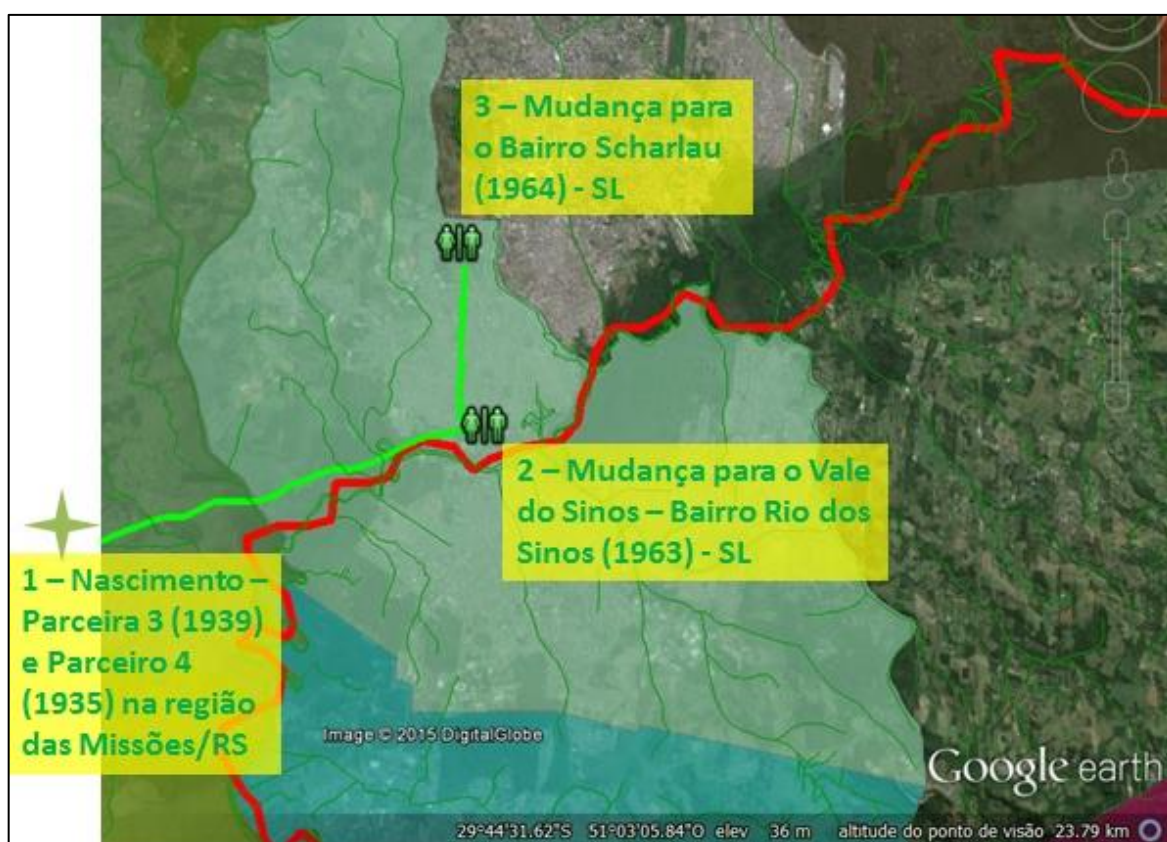 3 – Mudança para
o Bairro Scharlau
(1964) - SL
2 – Mudança para o Vale
do Sinos – Bairro Rio dos
Sinos (1963) - SL
1 – Nascimento –
Parceira 3 (1939)
e Parceiro 4
(1935) na região
das Missões/RS
Image © 2015 DigitalGlobe
Google earth
29°44'31.62"S 51°03'05.84"O elev 36 m altitude do ponto de visão 23.79 km